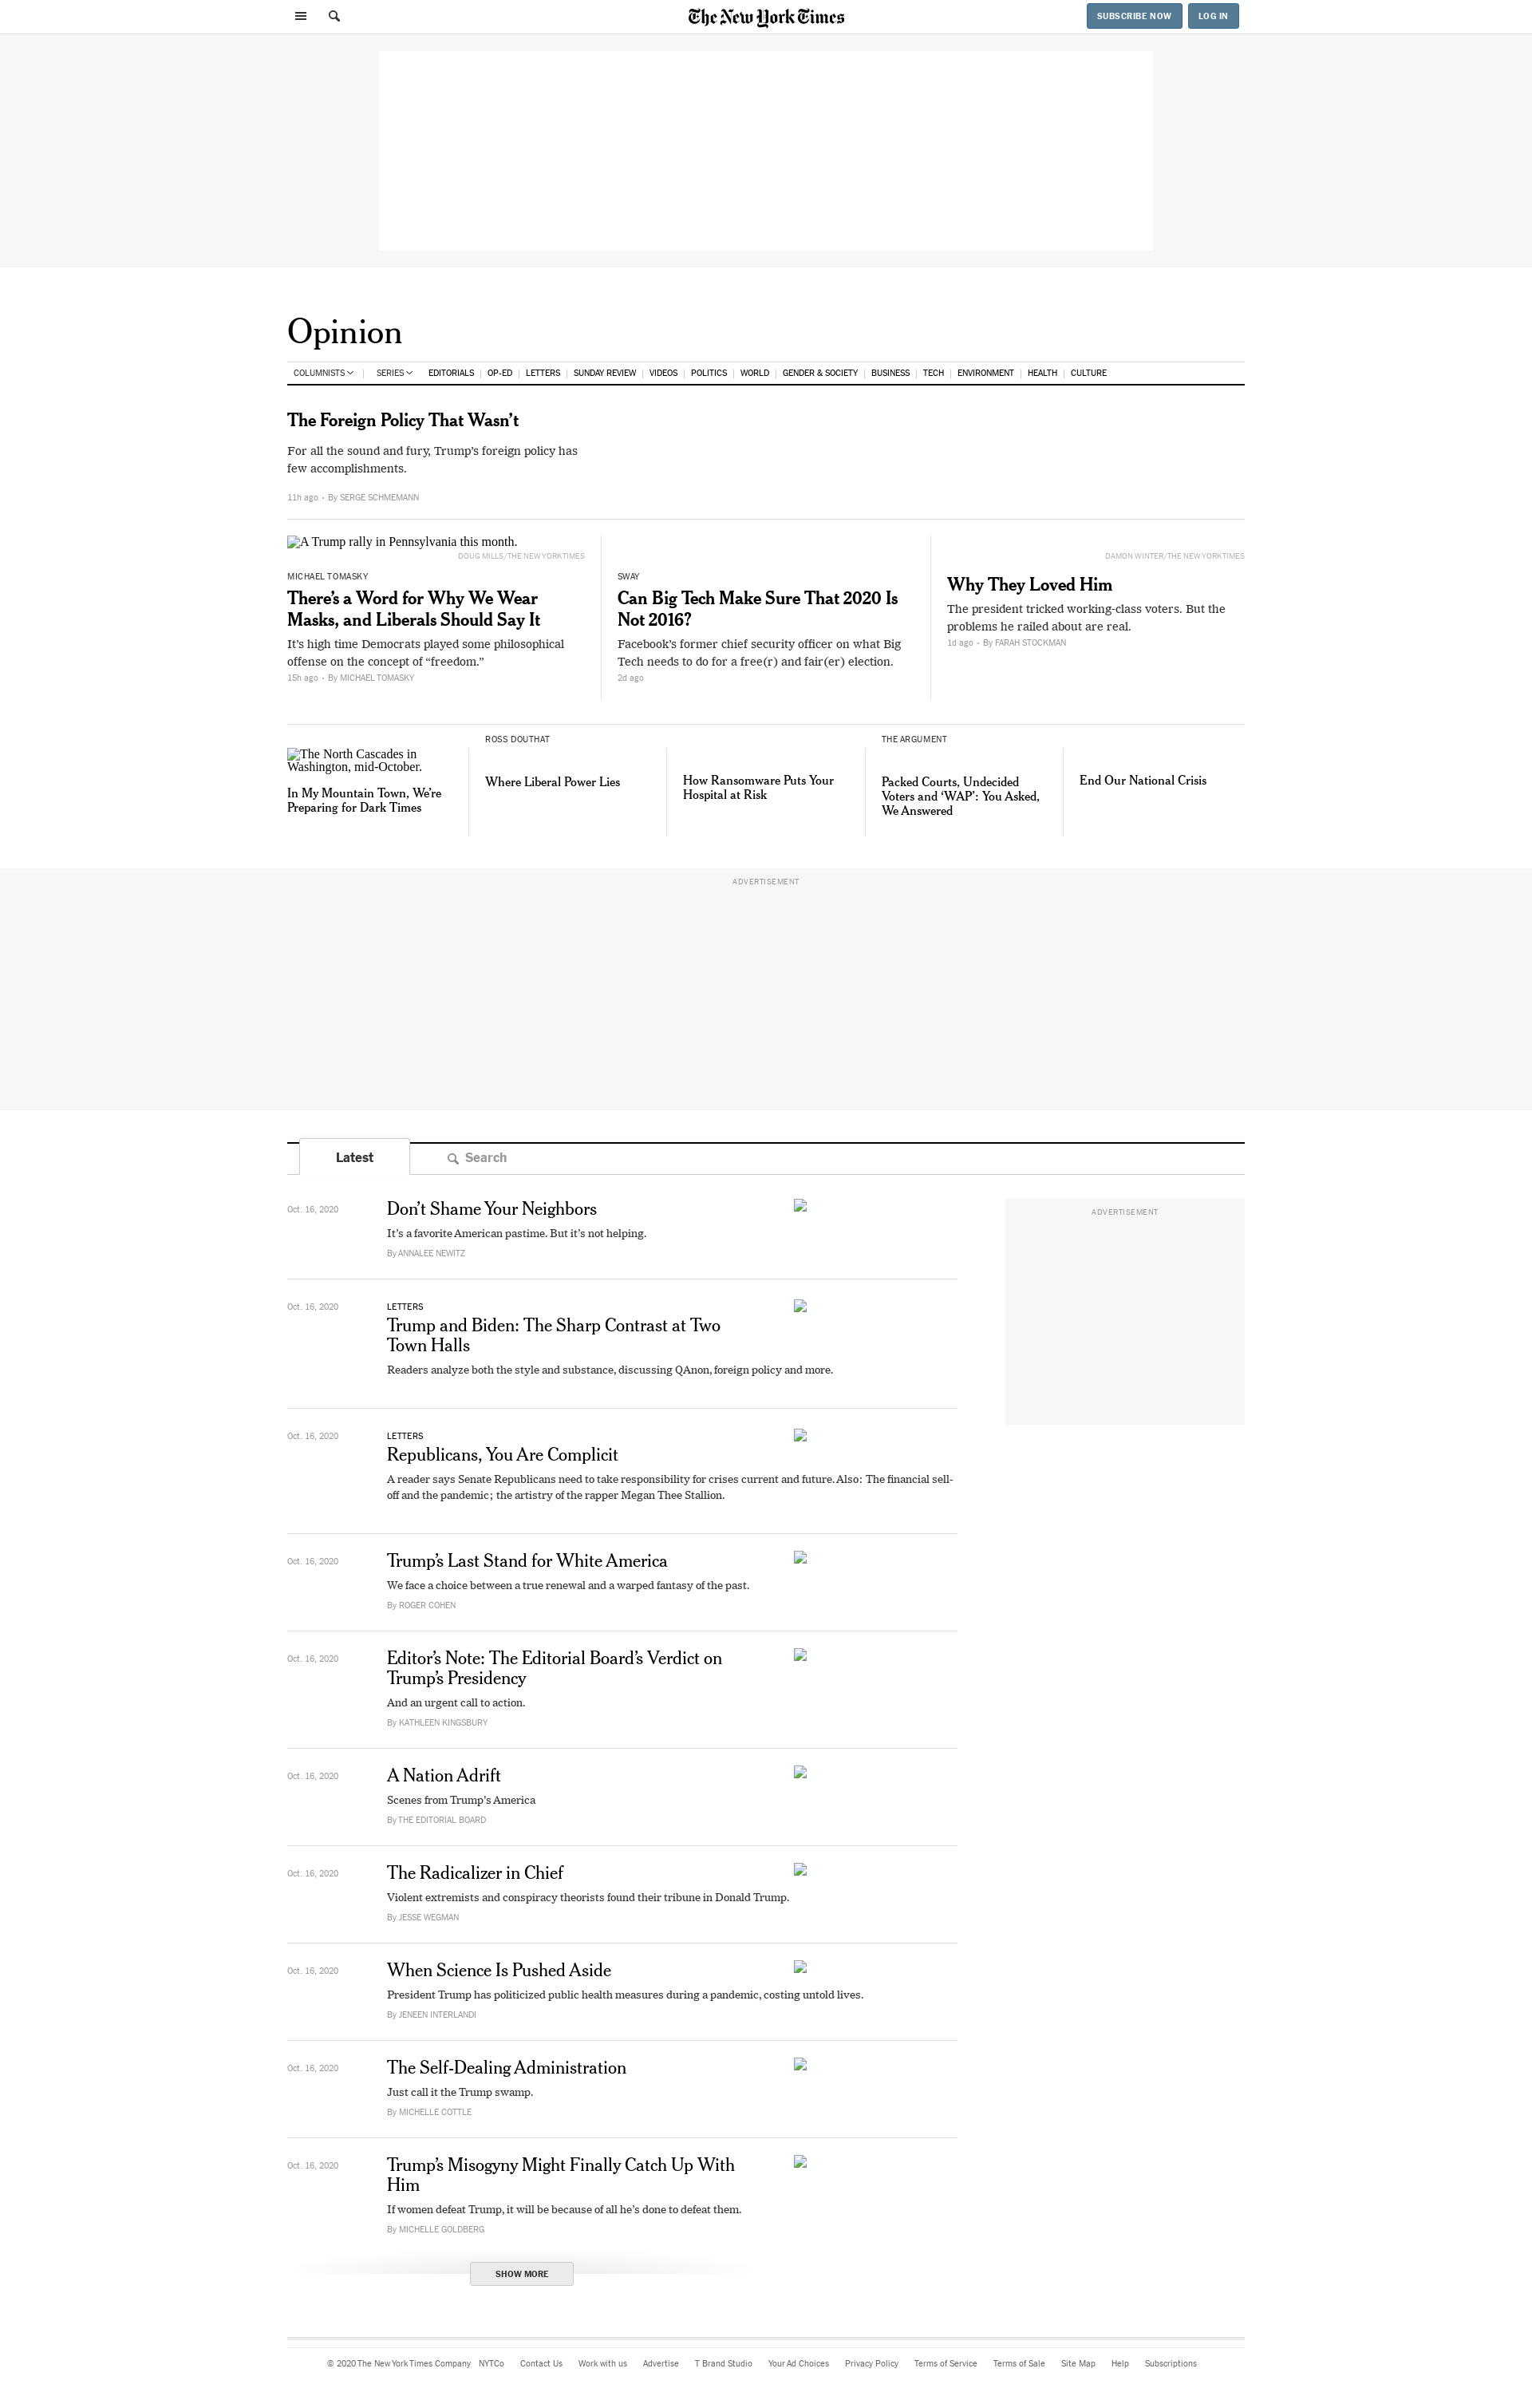 The New York Times
SUBSCRIBE NOW
LOG IN
Opinion
COLUMNISTS
SERIES
EDITORIALS
OP-ED
LETTERS
SUNDAY REVIEW
VIDEOS
POLITICS
WORLD
GENDER & SOCIETY
BUSINESS
TECH
ENVIRONMENT
HEALTH
CULTURE
The Foreign Policy That Wasn’t
For all the sound and fury, Trump’s foreign policy has
few accomplishments.
11h ago • By SERGE SCHMEMANN
A Trump rally in Pennsylvania this month.
DOUG MILLS/THE NEW YORK TIMES
MICHAEL TOMASKY
There’s a Word for Why We Wear
Masks, and Liberals Should Say It
It’s high time Democrats played some philosophical
offense on the concept of “freedom.”
15h ago • By MICHAEL TOMASKY
SWAY
Can Big Tech Make Sure That 2020 Is
Not 2016?
Facebook’s former chief security officer on what Big
Tech needs to do for a free(r) and fair(er) election.
2d ago
DAMON WINTER/THE NEW YORK TIMES
Why They Loved Him
The president tricked working-class voters. But the
problems he railed about are real.
1d ago • By FARAH STOCKMAN
The North Cascades in
Washington, mid-October.
In My Mountain Town, We’re
Preparing for Dark Times
ROSS DOUTHAT
Where Liberal Power Lies
How Ransomware Puts Your
Hospital at Risk
THE ARGUMENT
Packed Courts, Undecided
Voters and ‘WAP’: You Asked,
We Answered
End Our National Crisis
ADVERTISEMENT
Latest
Search
ADVERTISEMENT
Oct. 16, 2020
Don’t Shame Your Neighbors
It’s a favorite American pastime. But it’s not helping.
By ANNALEE NEWITZ
Oct. 16, 2020
LETTERS
Trump and Biden: The Sharp Contrast at Two
Town Halls
Readers analyze both the style and substance, discussing QAnon, foreign policy and more.
Oct. 16, 2020
LETTERS
Republicans, You Are Complicit
A reader says Senate Republicans need to take responsibility for crises current and future. Also: The financial sell-
off and the pandemic; the artistry of the rapper Megan Thee Stallion.
Oct. 16, 2020
Trump’s Last Stand for White America
We face a choice between a true renewal and a warped fantasy of the past.
By ROGER COHEN
Oct. 16, 2020
Editor’s Note: The Editorial Board’s Verdict on
Trump’s Presidency
And an urgent call to action.
By KATHLEEN KINGSBURY
Oct. 16, 2020
A Nation Adrift
Scenes from Trump’s America
By THE EDITORIAL BOARD
Oct. 16, 2020
The Radicalizer in Chief
Violent extremists and conspiracy theorists found their tribune in Donald Trump.
By JESSE WEGMAN
Oct. 16, 2020
When Science Is Pushed Aside
President Trump has politicized public health measures during a pandemic, costing untold lives.
By JENEEN INTERLANDI
Oct. 16, 2020
The Self-Dealing Administration
Just call it the Trump swamp.
By MICHELLE COTTLE
Oct. 16, 2020
Trump’s Misogyny Might Finally Catch Up With
Him
If women defeat Trump, it will be because of all he’s done to defeat them.
By MICHELLE GOLDBERG
SHOW MORE
© 2020 The New York Times Company NYTCo Contact Us Work with us Advertise T Brand Studio Your Ad Choices Privacy Policy Terms of Service Terms of Sale Site Map Help Subscriptions